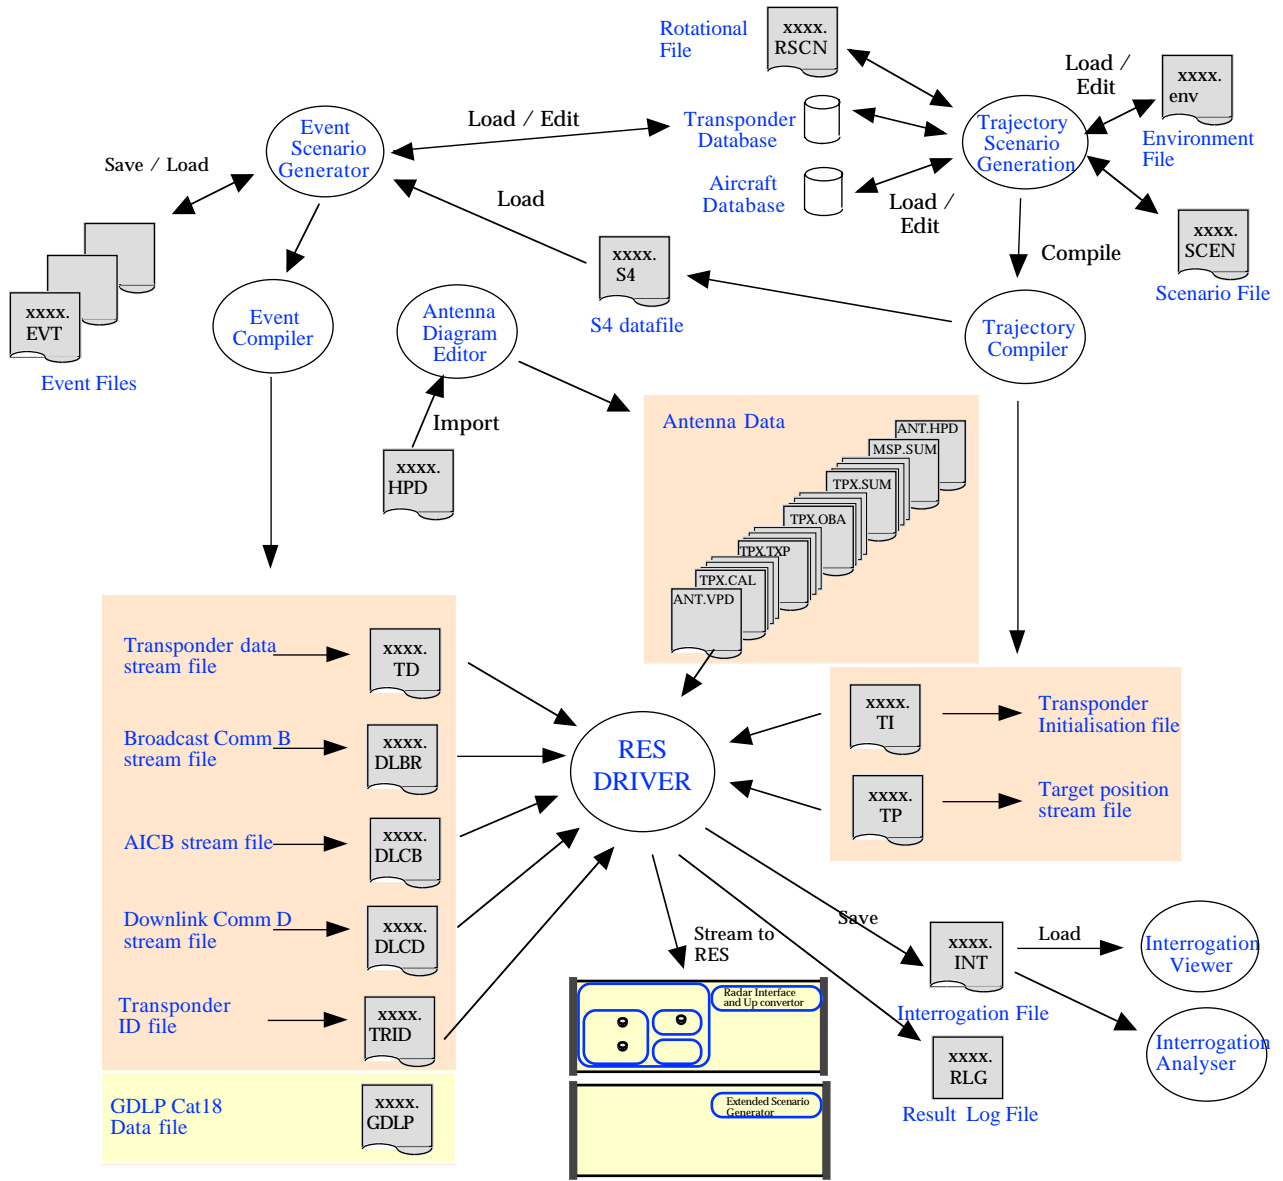 Rotational
File
xxxx.
RSCN
Load /
Edit
xxxx.
env
Environment
File
Transponder
Database
Trajectory
Scenario
Generation
Event
Scenario
Generator
Load / Edit
Save / Load
Aircraft
Database
Load /
Edit
Load
xxxx.
SCEN
Scenario File
Compile
xxxx.
S4
S4 datafile
xxxx.
EVT
Event Files
Event
Compiler
Antenna
Diagram
Editor
Trajectory
Compiler
Import
xxxx.
HPD
Antenna Data
ANT.HPD
MSP.SUM
TPX.SUM
TPX.OBA
TPX.TXP
TPX.CAL
ANT.VPD
Transponder data
stream file
xxxx.
TD
Broadcast Comm B
stream file
xxxx.
DLBR
AICB stream file
xxxx.
DLCB
Downlink Comm D
stream file
xxxx.
DLCD
Transponder
ID file
xxxx.
TRID
GDLP Cat18
Data file
xxxx.
GDLP
RES
DRIVER
xxxx.
TI
Transponder
Initialisation file
xxxx.
TP
Target position
stream file
Stream to
RES
Save
xxxx.
INT
Interrogation File
Load
Interrogation
Viewer
Interrogation
Analyser
xxxx.
RLG
Result Log File
Radar Interface
and Up convertor
Extended Scenario
Generator